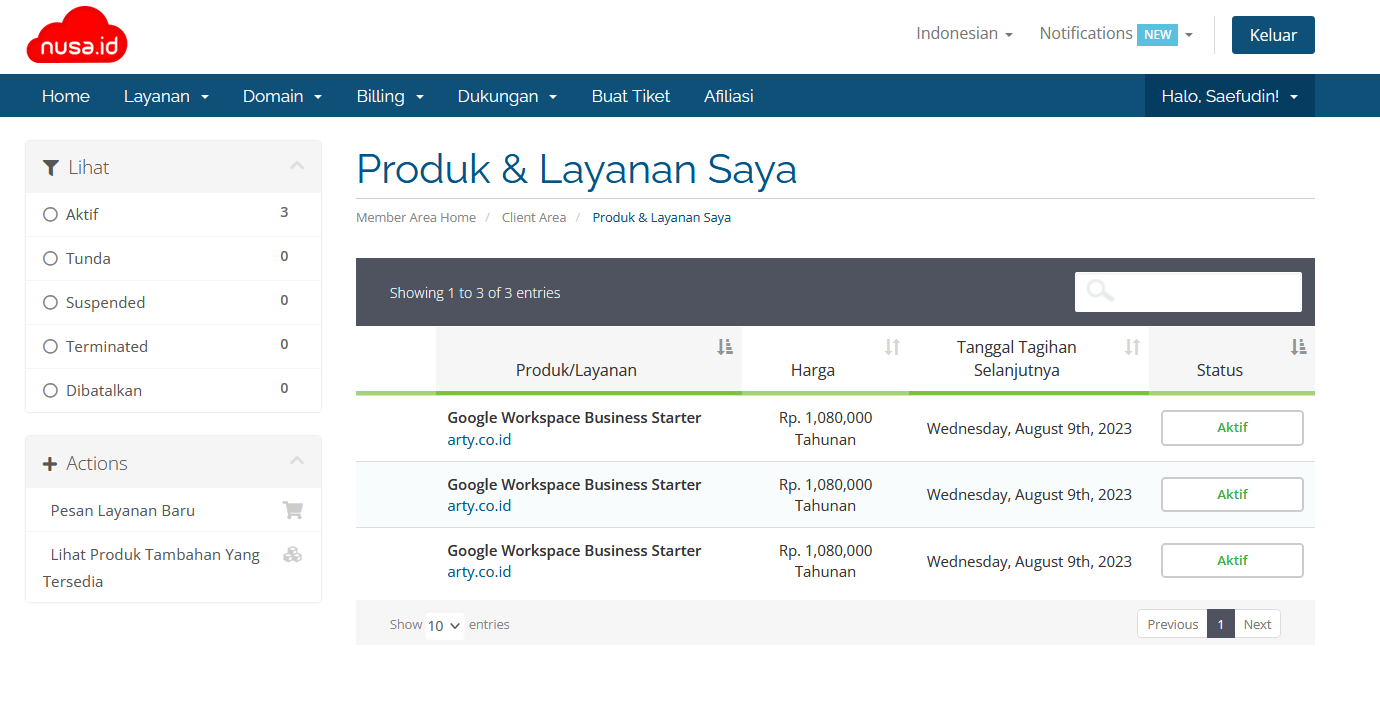 nusa.id
Indonesian
Notifications NEW
Keluar
Home Layanan Domain Billing Dukungan Buat Tiket Afiliasi Halo, Saefudin!
Lihat
Aktif 3
Tunda 0
Suspended 0
Terminated 0
Dibatalkan 0
Actions
Pesan Layanan Baru
Lihat Produk Tambahan Yang
Tersedia
Produk & Layanan Saya
Member Area Home / Client Area / Produk & Layanan Saya
Showing 1 to 3 of 3 entries
Produk/Layanan
Harga
Tanggal Tagihan
Selanjutnya
Status
Google Workspace Business Starter
arty.co.id
Rp. 1,080,000
Tahunan
Wednesday, August 9th, 2023
Aktif
Google Workspace Business Starter
arty.co.id
Rp. 1,080,000
Tahunan
Wednesday, August 9th, 2023
Aktif
Google Workspace Business Starter
arty.co.id
Rp. 1,080,000
Tahunan
Wednesday, August 9th, 2023
Aktif
Show 10 entries
Previous 1 Next